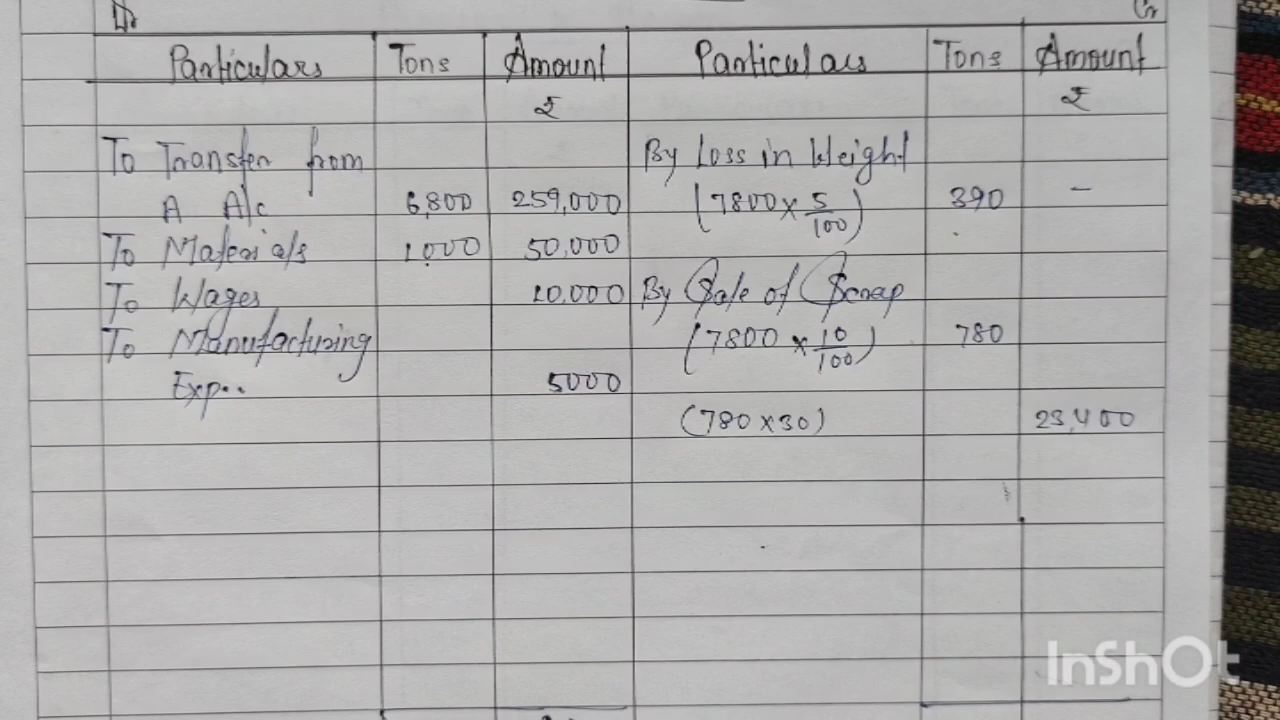 Dr Cr
Particulars Tons Amount Particulars Tons Amount
₹ ₹
To Transfer from By Loss in Weight
A A/c 6,800 259,000 (7800 × 5/100) 390 –
To Materials 1,000 50,000
To Wages 10,000 By Sale of Scrap
To Manufacturing (7800 × 10/100) 780
Exp.. 5000
(780 × 30) 23,400
InShOt